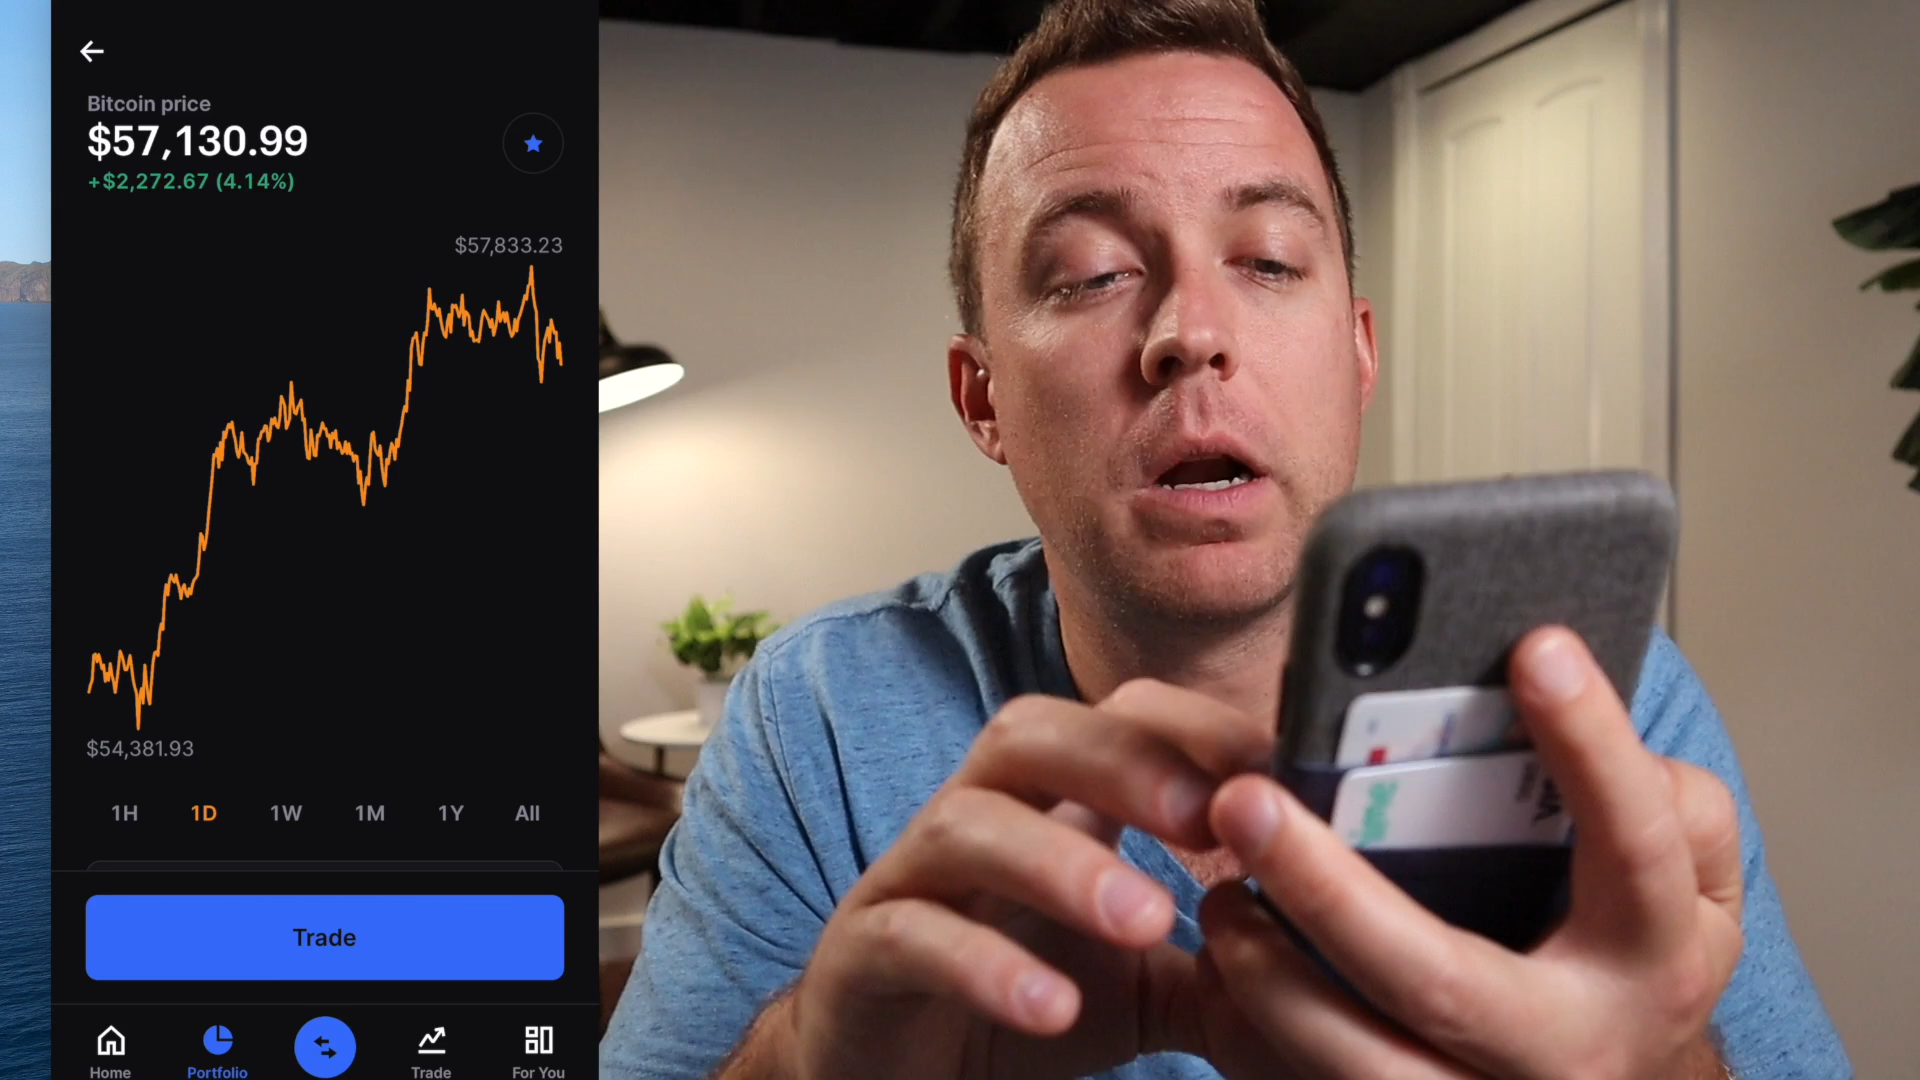 Bitcoin price
$57,130.99
+$2,272.67 (4.14%)
$57,833.23
$54,381.93
1H 1D 1W 1M 1Y All
Trade
Home Portfolio Trade For You